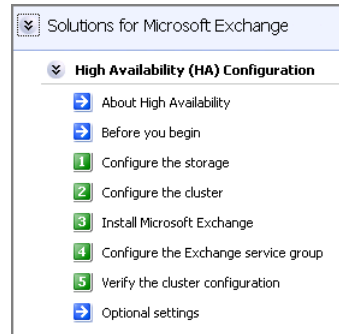 Solutions for Microsoft Exchange
High Availability (HA) Configuration
About High Availability
Before you begin
1 Configure the storage
2 Configure the cluster
3 Install Microsoft Exchange
4 Configure the Exchange service group
5 Verify the cluster configuration
Optional settings